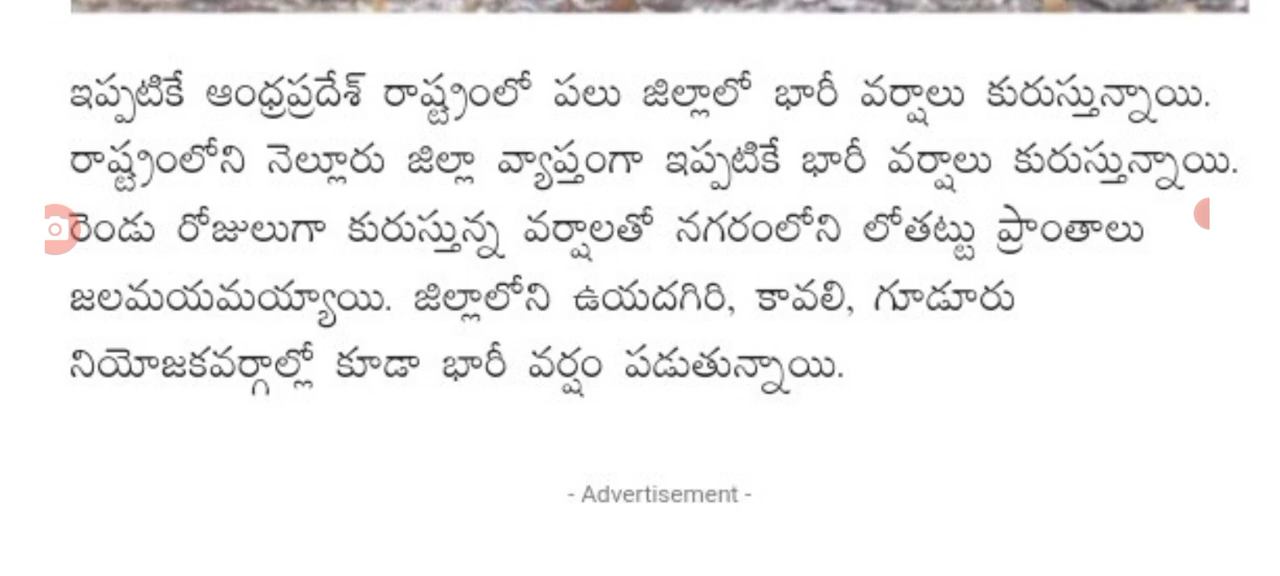 ఇప్పటికే ఆంధ్రప్రదేశ్ రాష్ట్రంలో పలు జిల్లాలో భారీ వర్షాలు కురుస్తున్నాయి.
రాష్ట్రంలోని నెల్లూరు జిల్లా వ్యాప్తంగా ఇప్పటికే భారీ వర్షాలు కురుస్తున్నాయి.
రెండు రోజులుగా కురుస్తున్న వర్షాలతో నగరంలోని లోతట్టు ప్రాంతాలు
జలమయమయ్యాయి. జిల్లాలోని ఉయదగిరి, కావలి, గూడూరు
నియోజకవర్గాల్లో కూడా భారీ వర్షం పడుతున్నాయి.
- Advertisement -